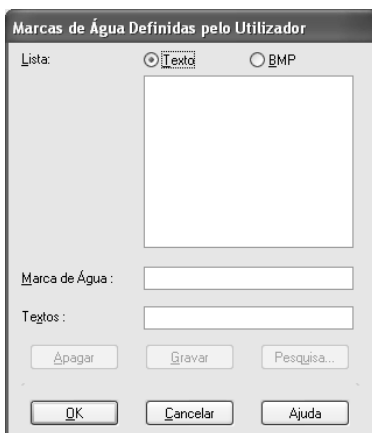 Marcas de Água Definidas pelo Utilizador
Lista: Texto BMP
Marca de Água :
Textos :
Apagar Gravar Pesquisa...
OK Cancelar Ajuda